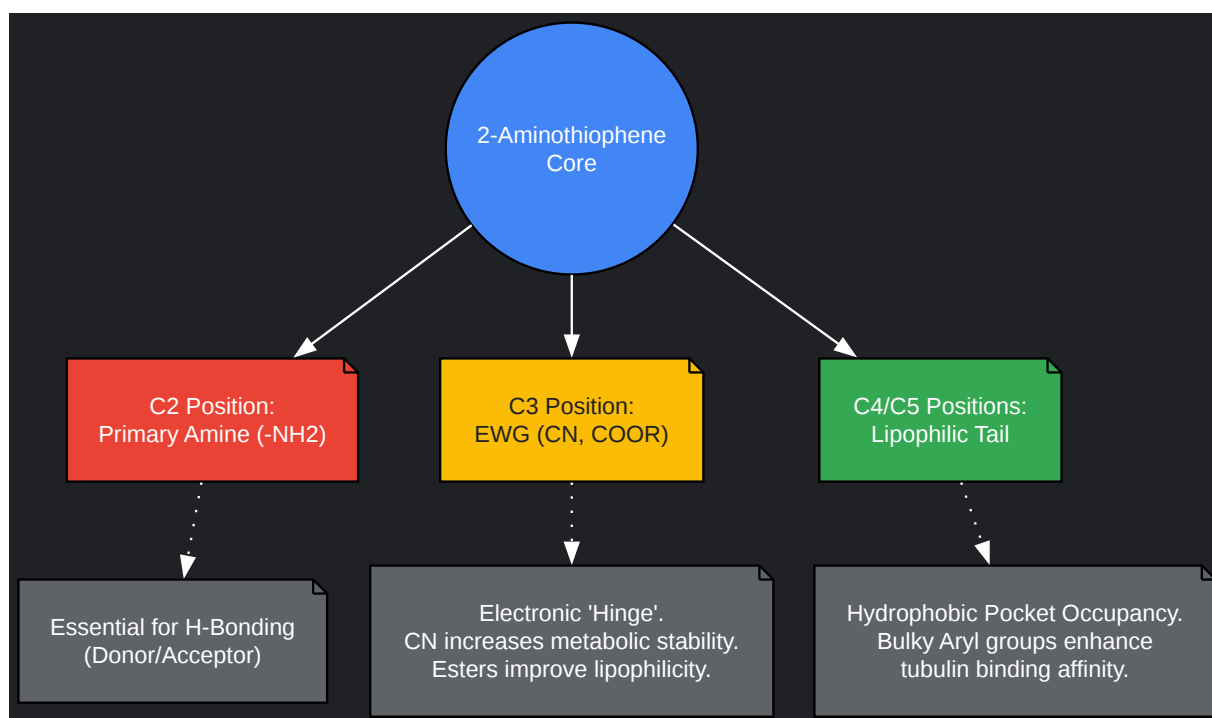 2-Aminothiophene
Core
C2 Position:
Primary Amine (-NH2)
C3 Position:
EWG (CN, COOR)
C4/C5 Positions:
Lipophilic Tail
Essential for H-Bonding
(Donor/Acceptor)
Electronic 'Hinge'.
CN increases metabolic stability.
Esters improve lipophilicity.
Hydrophobic Pocket Occupancy.
Bulky Aryl groups enhance
tubulin binding affinity.